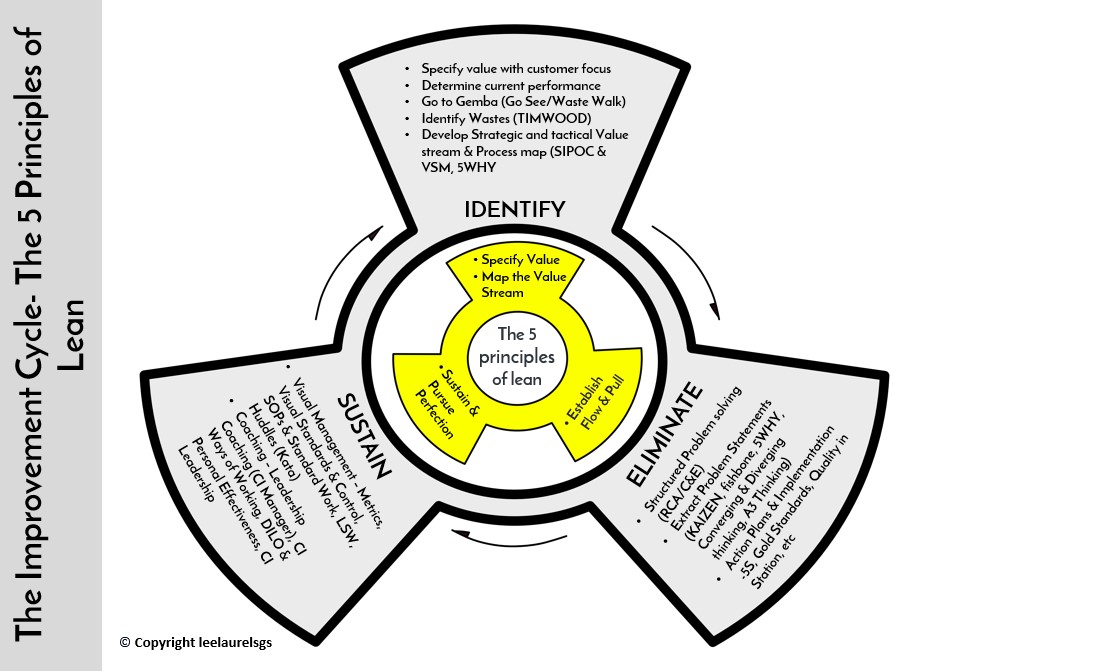 The Improvement Cycle- The 5 Principles of
Lean
• Specify value with customer focus
• Determine current performance
• Go to Gemba (Go See/Waste Walk)
• Identify Wastes (TIMWOOD)
• Develop Strategic and tactical Value
stream & Process map (SIPOC &
VSM, 5WHY
IDENTIFY
• Specify Value
• Map the Value
Stream
The 5
principles
of lean
• Establish
Flow & Pull
• Sustain &
Pursue
Perfection
ELIMINATE
• Structured Problem solving
(RCA/C&E)
• Extract Problem Statements
(KAIZEN, fishbone, 5WHY,
Converging & Diverging
thinking, A3 Thinking)
• Action Plans & Implementation
-5S, Gold Standards, Quality in
Station, etc
SUSTAIN
• Visual Management – Metrics,
Visual Standards & Control,
SOPs & Standard Work, LSW,
Huddles (Kata)
• Coaching – Leadership
Coaching (CI Manager), CI
Ways of Working, DILO &
Personal Effectiveness, CI
Leadership
© Copyright leelaurelsgs